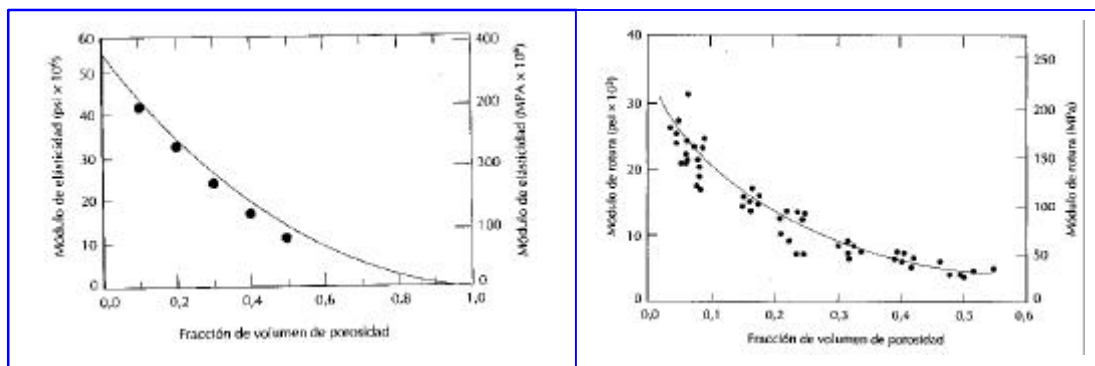 60
50
40
30
20
10
0
Módulo de elasticidad (psi x 10⁶)
400
200
300
100
0
Módulo de elasticidad (MPA x 10⁶)
0,0 0,2 0,4 0,6 0,8 1,0
Fracción de volumen de porosidad
40
30
20
10
0
Módulo de rotura (psi x 10³)
250
200
150
100
50
0
Módulo de rotura (MPa)
0,0 0,1 0,2 0,3 0,4 0,5 0,6
Fracción de volumen de porosidad